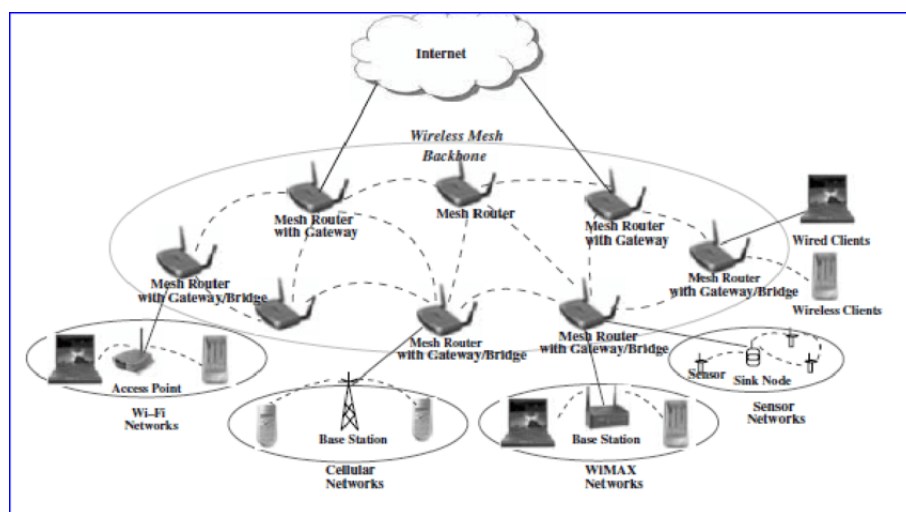 Internet
Wireless Mesh
Backbone
Mesh Router
with Gateway
Mesh Router
Mesh Router
with Gateway
Wired Clients
Mesh Router
with Gateway/Bridge
Mesh Router
with Gateway/Bridge
Wireless Clients
Mesh Router
with Gateway/Bridge
Mesh Router
with Gateway/Bridge
Access Point
Wi-Fi
Networks
Sensor
Sink Node
Sensor
Networks
Base Station
Cellular
Networks
Base Station
WiMAX
Networks